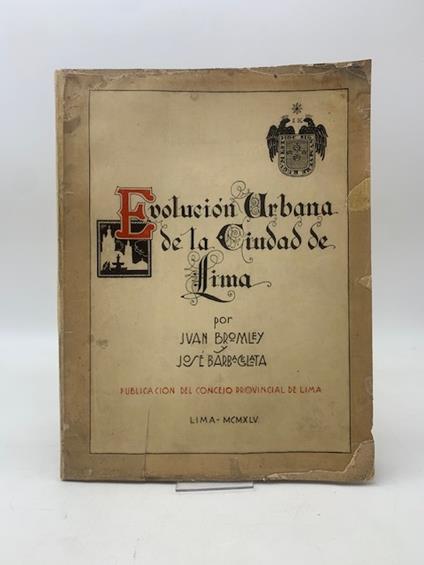 Evolución Urbana
de la Ciudad de
Lima
por
JVAN BROMLEY
y
JOSÉ BARBAGELATA
PUBLICACION DEL CONCEJO PROVINCIAL DE LIMA
LIMA - MCMXLV